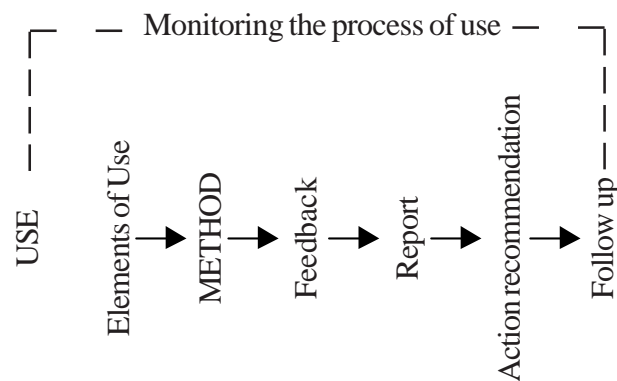 Monitoring the process of use
USE
Elements of Use
METHOD
Feedback
Report
Action recommendation
Follow up